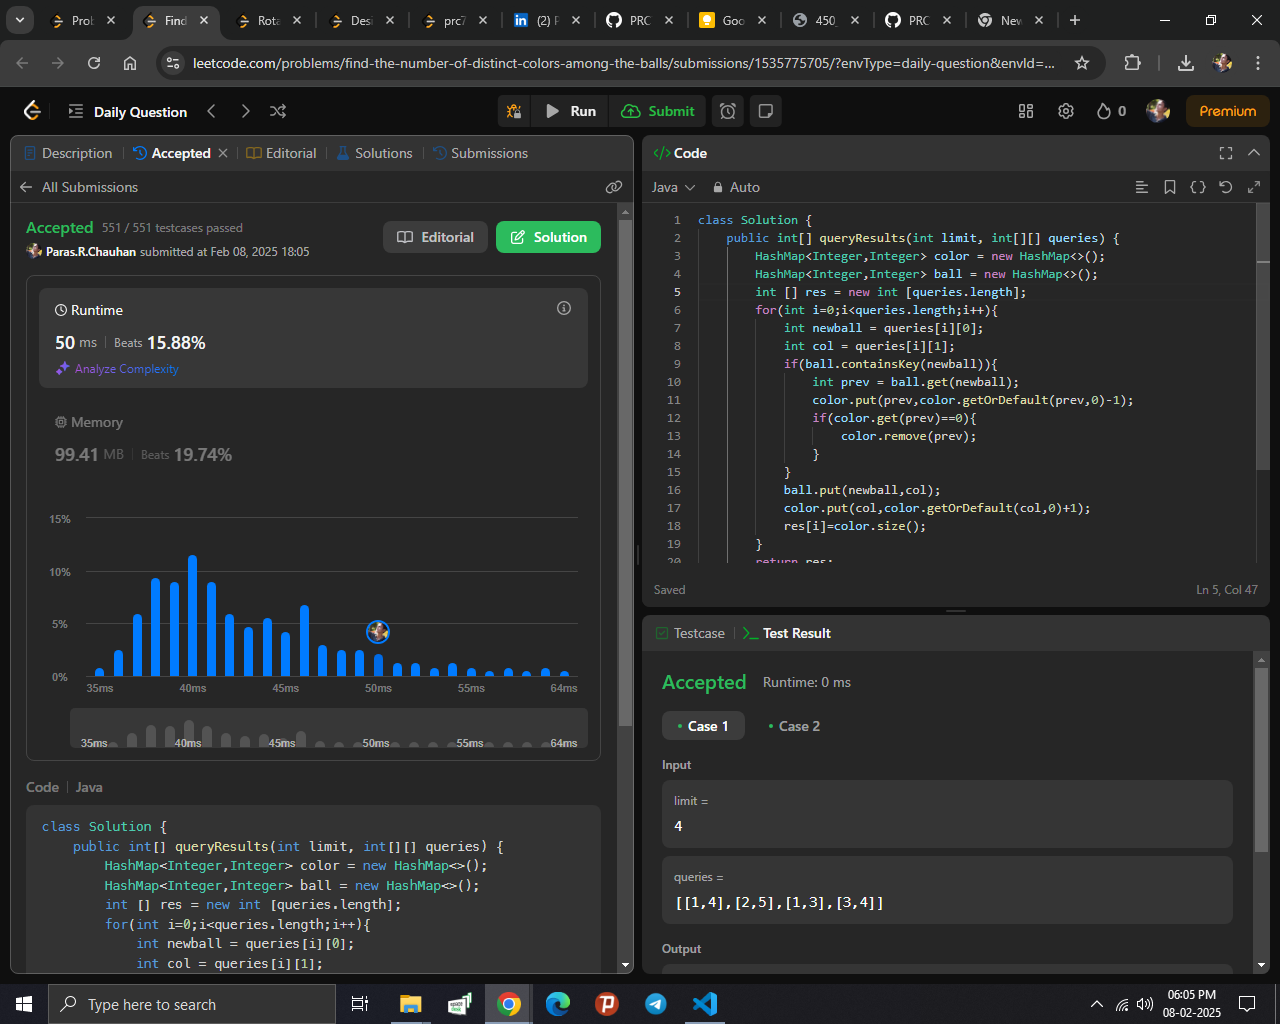 Prob
Find
Rota
Desi
prc7
(2) P
PRC
Goo
450_
PRC
New
leetcode.com/problems/find-the-number-of-distinct-colors-among-the-balls/submissions/1535775705/?envType=daily-question&envId=...
Daily Question
Run
Submit
0
Premium
Description
Accepted
Editorial
Solutions
Submissions
All Submissions
Accepted 551 / 551 testcases passed
Paras.R.Chauhan submitted at Feb 08, 2025 18:05
Editorial
Solution
Runtime
50 ms Beats 15.88%
Analyze Complexity
Memory
99.41 MB Beats 19.74%
15%
10%
5%
0%
35ms 40ms 45ms 50ms 55ms 64ms
35ms 40ms 45ms 50ms 55ms 64ms
Code Java
class Solution {
public int[] queryResults(int limit, int[][] queries) {
HashMap<Integer,Integer> color = new HashMap<>();
HashMap<Integer,Integer> ball = new HashMap<>();
int [] res = new int [queries.length];
for(int i=0;i<queries.length;i++){
int newball = queries[i][0];
int col = queries[i][1];
</> Code
Java
Auto
1 class Solution {
2 public int[] queryResults(int limit, int[][] queries) {
3 HashMap<Integer,Integer> color = new HashMap<>();
4 HashMap<Integer,Integer> ball = new HashMap<>();
5 int [] res = new int [queries.length];
6 for(int i=0;i<queries.length;i++){
7 int newball = queries[i][0];
8 int col = queries[i][1];
9 if(ball.containsKey(newball)){
10 int prev = ball.get(newball);
11 color.put(prev,color.getOrDefault(prev,0)-1);
12 if(color.get(prev)==0){
13 color.remove(prev);
14 }
15 }
16 ball.put(newball,col);
17 color.put(col,color.getOrDefault(col,0)+1);
18 res[i]=color.size();
19 }
20 return res;
Saved
Ln 5, Col 47
Testcase
Test Result
Accepted Runtime: 0 ms
Case 1
Case 2
Input
limit =
4
queries =
[[1,4],[2,5],[1,3],[3,4]]
Output
Type here to search
06:05 PM
08-02-2025